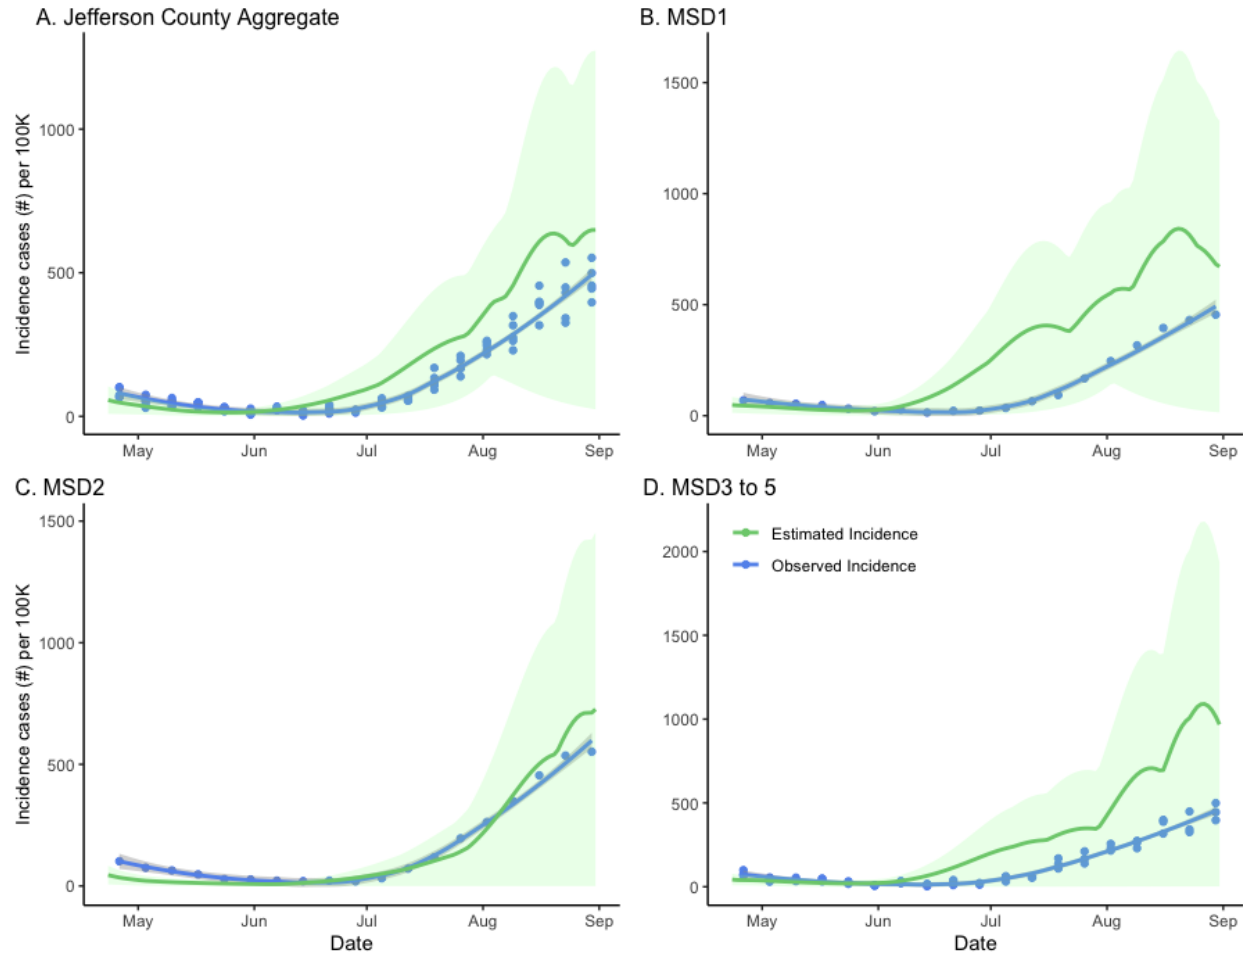 A. Jefferson County Aggregate
B. MSD1
Incidence cases (#) per 100K
1000
500
0
May Jun Jul Aug Sep
1500
1000
500
0
May Jun Jul Aug Sep
C. MSD2
D. MSD3 to 5
Incidence cases (#) per 100K
1500
1000
500
0
May Jun Jul Aug Sep
Date
Estimated Incidence
Observed Incidence
2000
1500
1000
500
0
May Jun Jul Aug Sep
Date